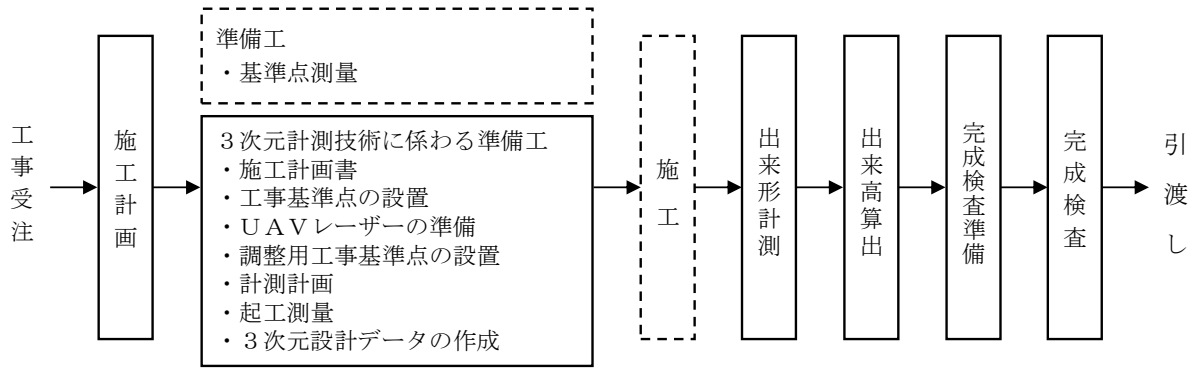 工事受注
施工計画
準備工
・基準点測量
３次元計測技術に係わる準備工
・施工計画書
・工事基準点の設置
・ＵＡＶレーザーの準備
・調整用工事基準点の設置
・計測計画
・起工測量
・３次元設計データの作成
施工
出来形計測
出来高算出
完成検査準備
完成検査
引渡し